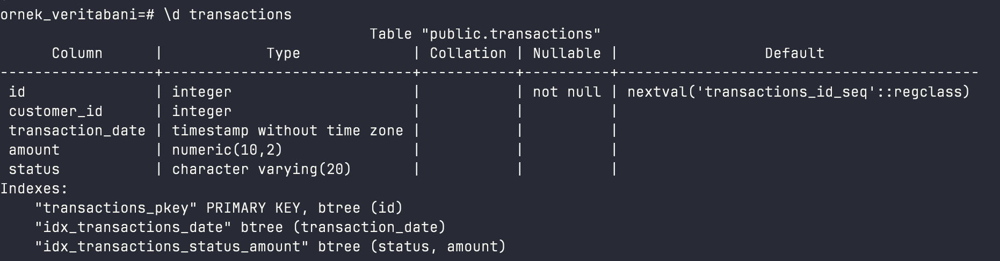 ornek_veritabani=# \d transactions
                                      Table "public.transactions"
      Column      |            Type             | Collation | Nullable |                 Default
------------------+-----------------------------+-----------+----------+------------------------------------------
 id               | integer                     |           | not null | nextval('transactions_id_seq'::regclass)
 customer_id      | integer                     |           |          |
 transaction_date | timestamp without time zone |           |          |
 amount           | numeric(10,2)               |           |          |
 status           | character varying(20)       |           |          |
Indexes:
    "transactions_pkey" PRIMARY KEY, btree (id)
    "idx_transactions_date" btree (transaction_date)
    "idx_transactions_status_amount" btree (status, amount)